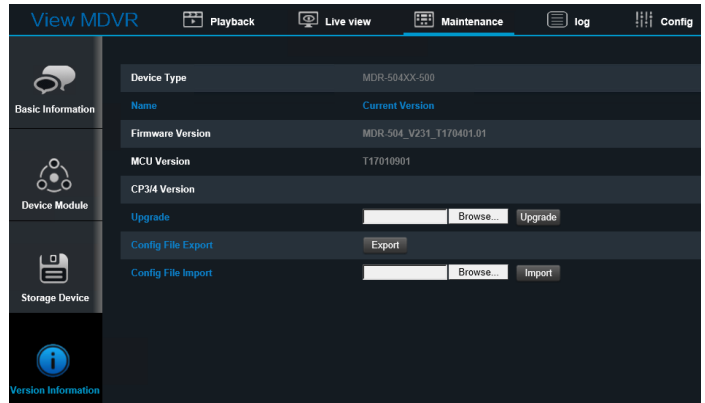 View MDVR Playback Live view Maintenance log Config
Basic Information
Device Module
Storage Device
Version Information
Device Type MDR-504XX-500
Name Current Version
Firmware Version MDR-504_V231_T170401.01
MCU Version T17010901
CP3/4 Version
Upgrade Browse... Upgrade
Config File Export Export
Config File Import Browse... Import